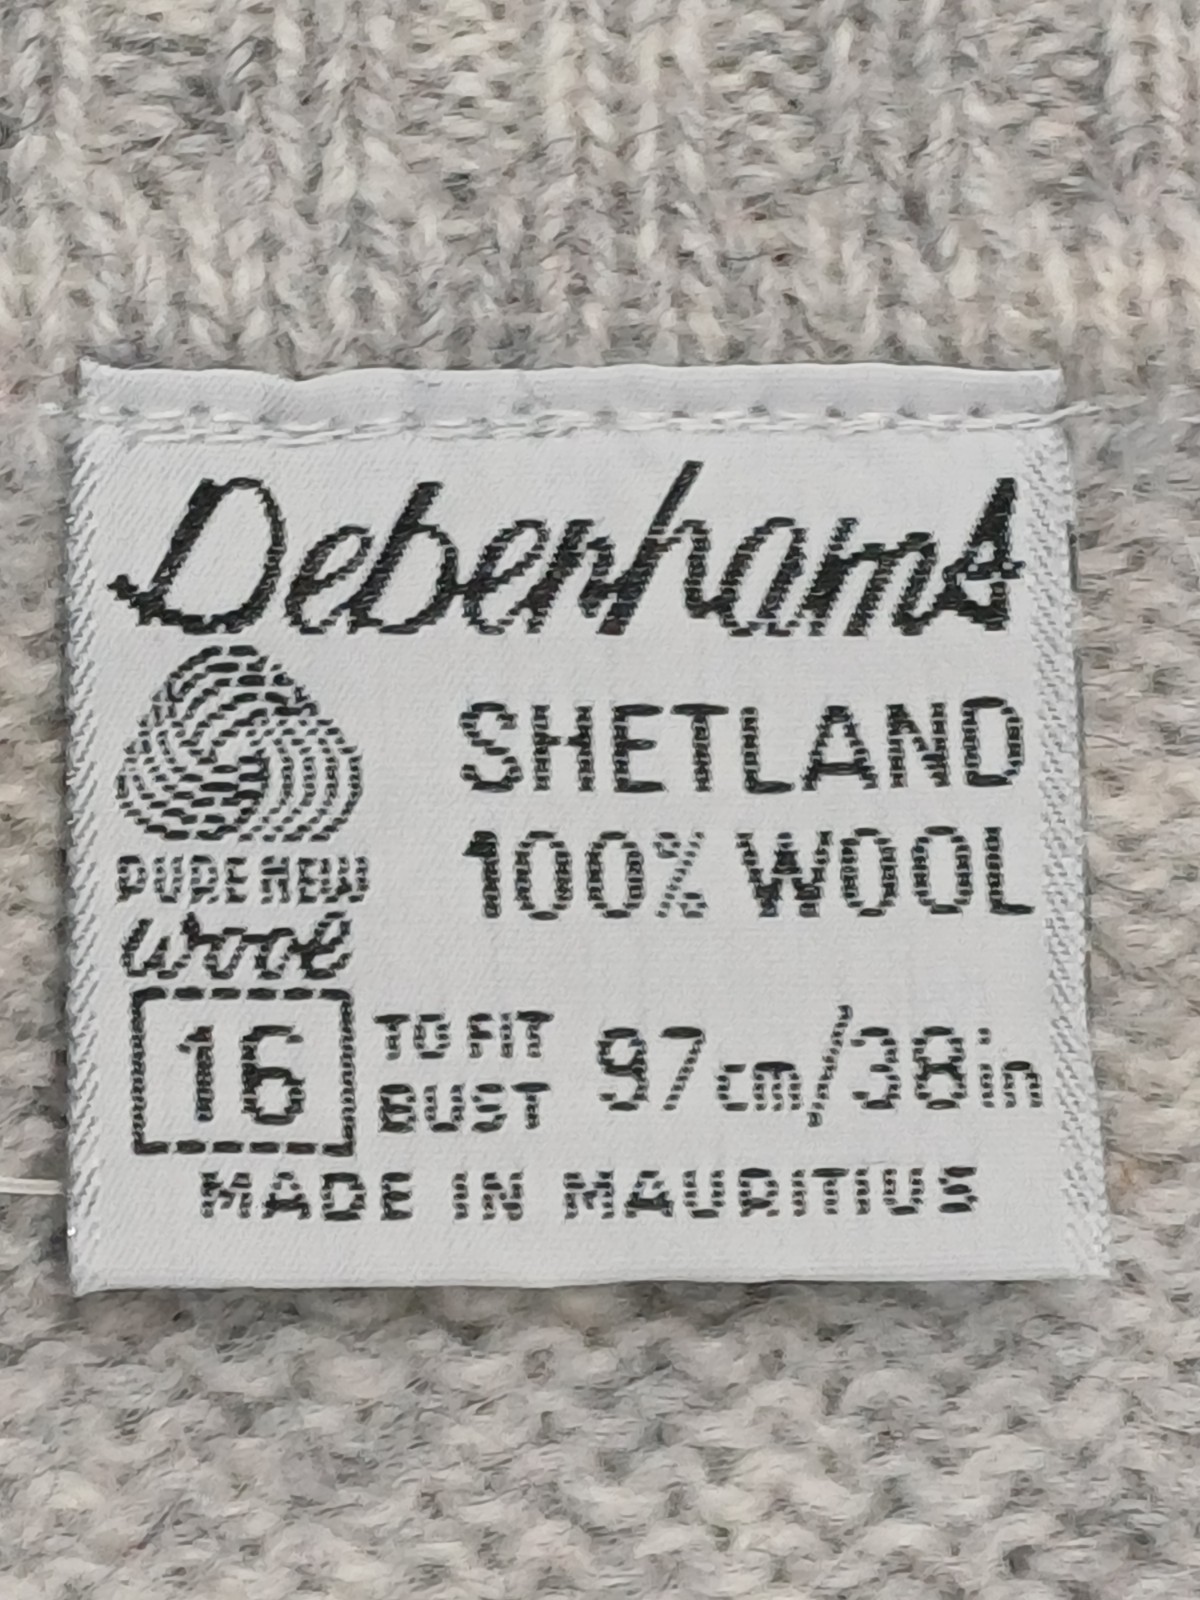 Debenhams
SHETLAND
100% WOOL
PURE NEW
wool
16
TO FIT
BUST
97cm/38in
MADE IN MAURITIUS